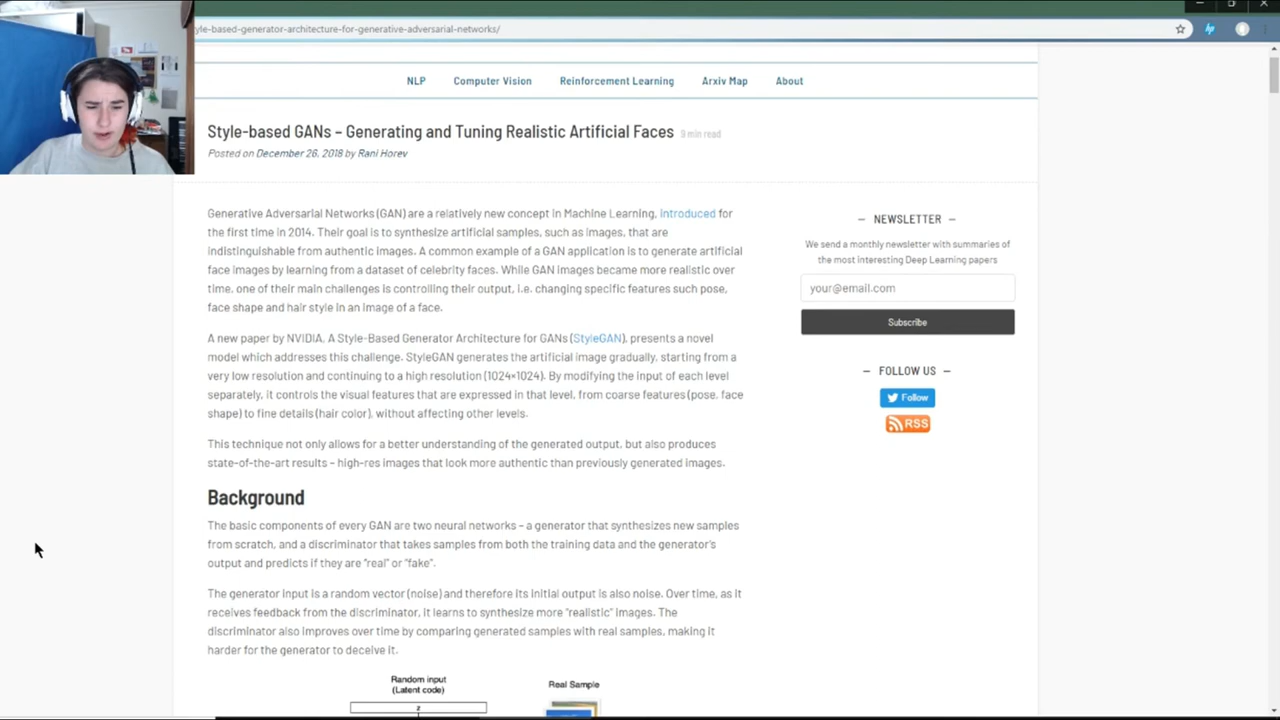 yle-based-generator-architecture-for-generative-adversarial-networks/
NLP Computer Vision Reinforcement Learning Arxiv Map About
Style-based GANs – Generating and Tuning Realistic Artificial Faces 9 min read
Posted on December 26, 2018 by Rani Horev
Generative Adversarial Networks (GAN) are a relatively new concept in Machine Learning, introduced for
the first time in 2014. Their goal is to synthesize artificial samples, such as images, that are
indistinguishable from authentic images. A common example of a GAN application is to generate artificial
face images by learning from a dataset of celebrity faces. While GAN images became more realistic over
time, one of their main challenges is controlling their output, i.e. changing specific features such pose,
face shape and hair style in an image of a face.
A new paper by NVIDIA, A Style-Based Generator Architecture for GANs (StyleGAN), presents a novel
model which addresses this challenge. StyleGAN generates the artificial image gradually, starting from a
very low resolution and continuing to a high resolution (1024×1024). By modifying the input of each level
separately, it controls the visual features that are expressed in that level, from coarse features (pose, face
shape) to fine details (hair color), without affecting other levels.
This technique not only allows for a better understanding of the generated output, but also produces
state-of-the-art results – high-res images that look more authentic than previously generated images.
Background
The basic components of every GAN are two neural networks – a generator that synthesizes new samples
from scratch, and a discriminator that takes samples from both the training data and the generator's
output and predicts if they are "real" or "fake".
The generator input is a random vector (noise) and therefore its initial output is also noise. Over time, as it
receives feedback from the discriminator, it learns to synthesize more "realistic" images. The
discriminator also improves over time by comparing generated samples with real samples, making it
harder for the generator to deceive it.
Random input
(Latent code)
z
Real Sample
– NEWSLETTER –
We send a monthly newsletter with summaries of
the most interesting Deep Learning papers
your@email.com
Subscribe
– FOLLOW US –
Follow
RSS